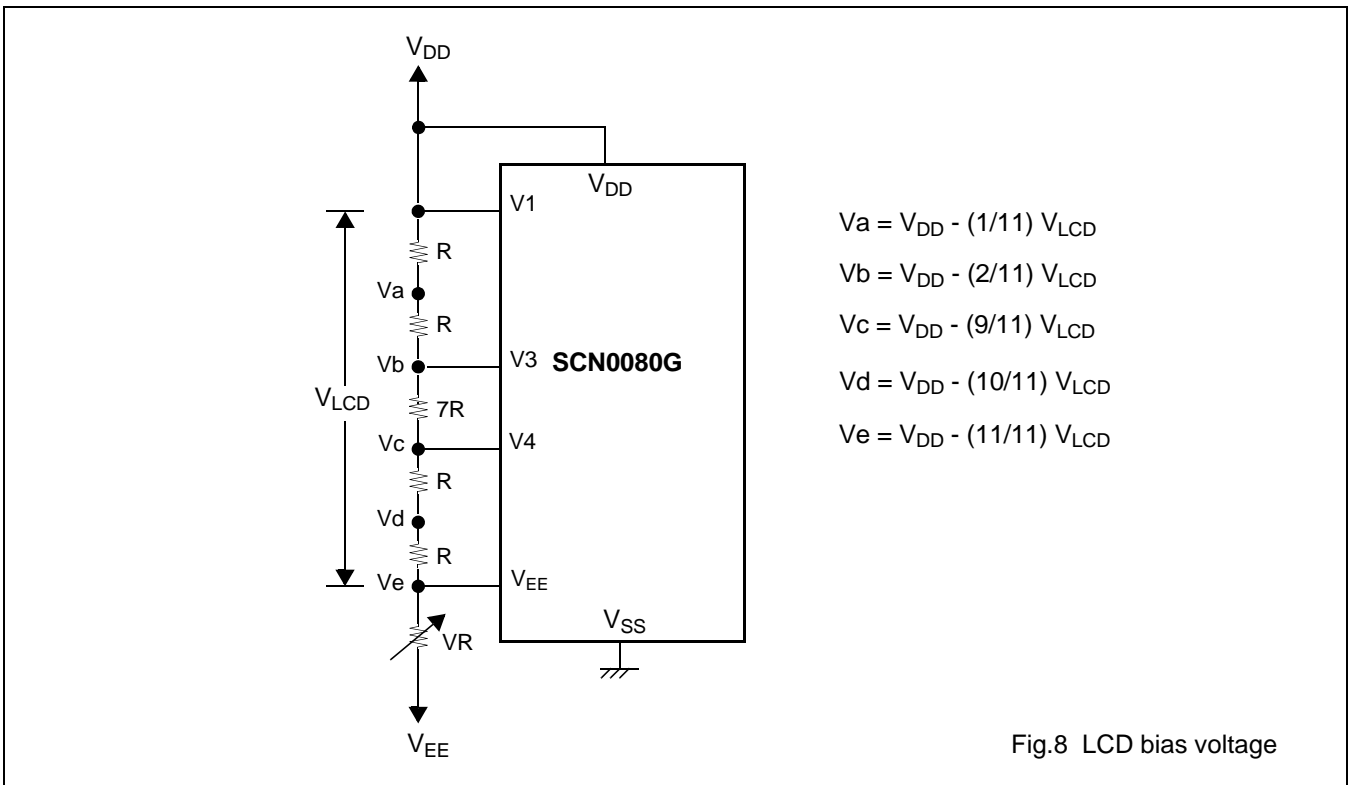 VDD
VDD
V1
R
Va
R
Vb
V3 SCN0080G
VLCD
7R
Vc
V4
R
Vd
R
Ve
VEE
VSS
VR
VEE
Va = VDD - (1/11) VLCD
Vb = VDD - (2/11) VLCD
Vc = VDD - (9/11) VLCD
Vd = VDD - (10/11) VLCD
Ve = VDD - (11/11) VLCD
Fig.8 LCD bias voltage